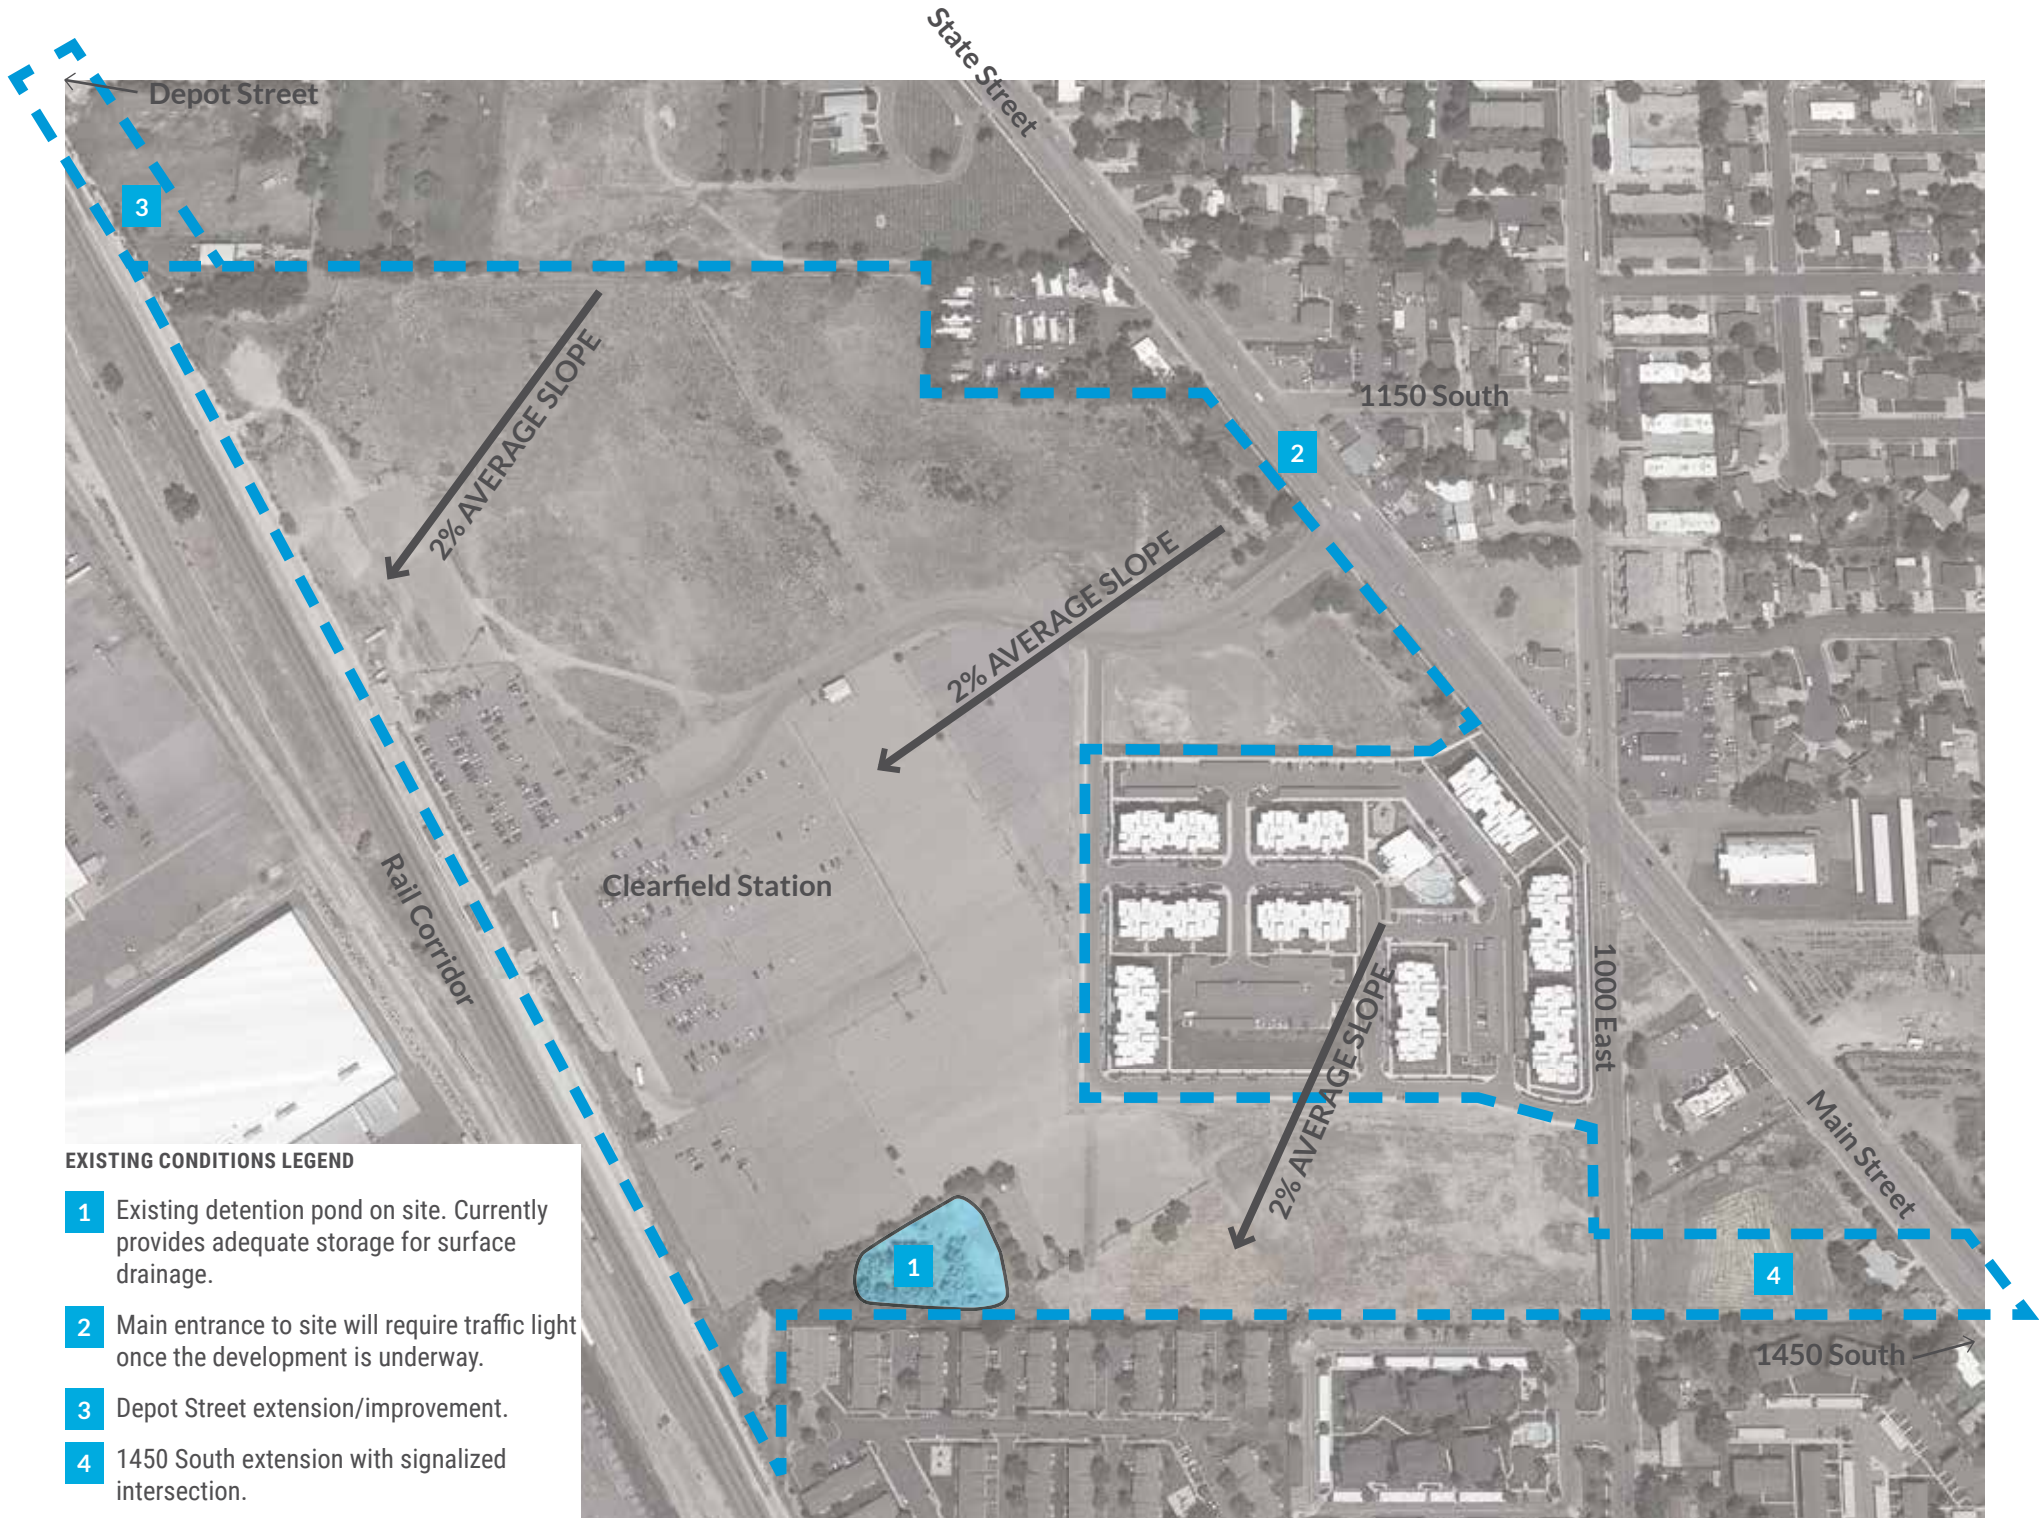 State Street
Depot Street
3
1150 South
2
2% AVERAGE SLOPE
2% AVERAGE SLOPE
Clearfield Station
Rail Corridor
1000 East
2% AVERAGE SLOPE
Main Street
1
4
1450 South
EXISTING CONDITIONS LEGEND
1 Existing detention pond on site. Currently
provides adequate storage for surface
drainage.
2 Main entrance to site will require traffic light
once the development is underway.
3 Depot Street extension/improvement.
4 1450 South extension with signalized
intersection.